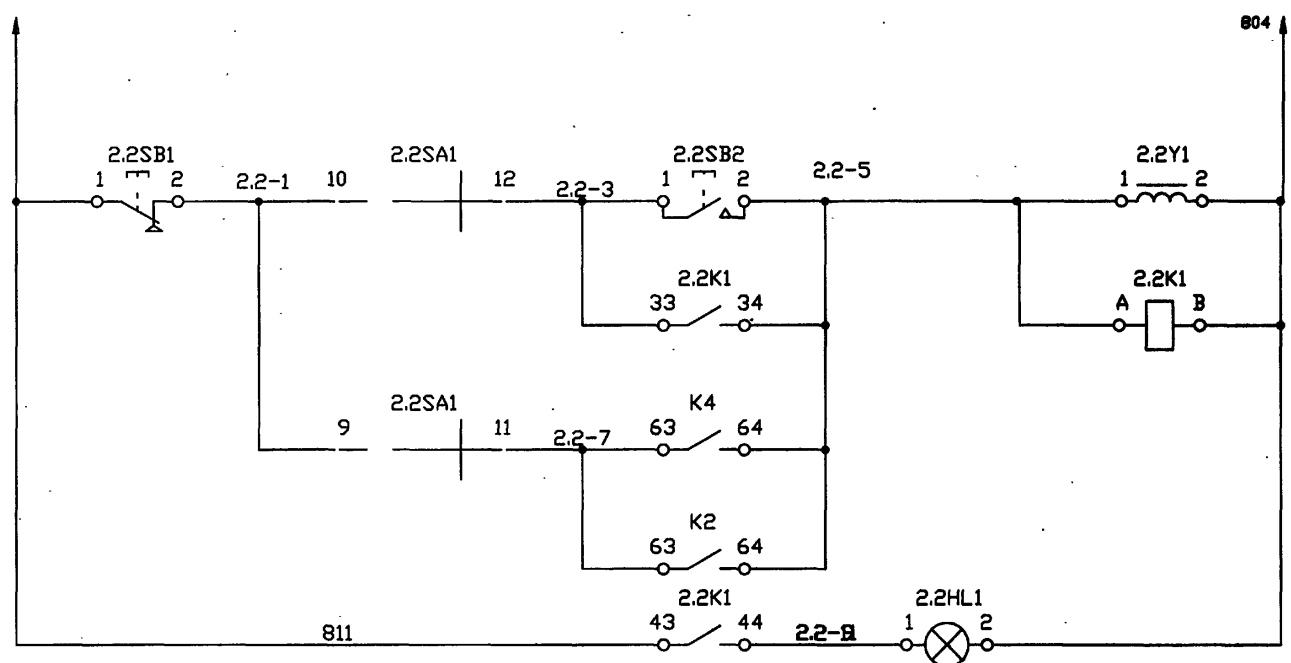 804
2.2SB1 2.2SA1 2.2SB2 2.2-5 2.2Y1
1 2 2.2-1 10 12 2.2-3 1 2 1 2
2.2K1 2.2K1
33 34 A B
2.2SA1 K4
9 11 2.2-7 63 64
K2
63 64
2.2K1 2.2HL1
811 43 44 1 2